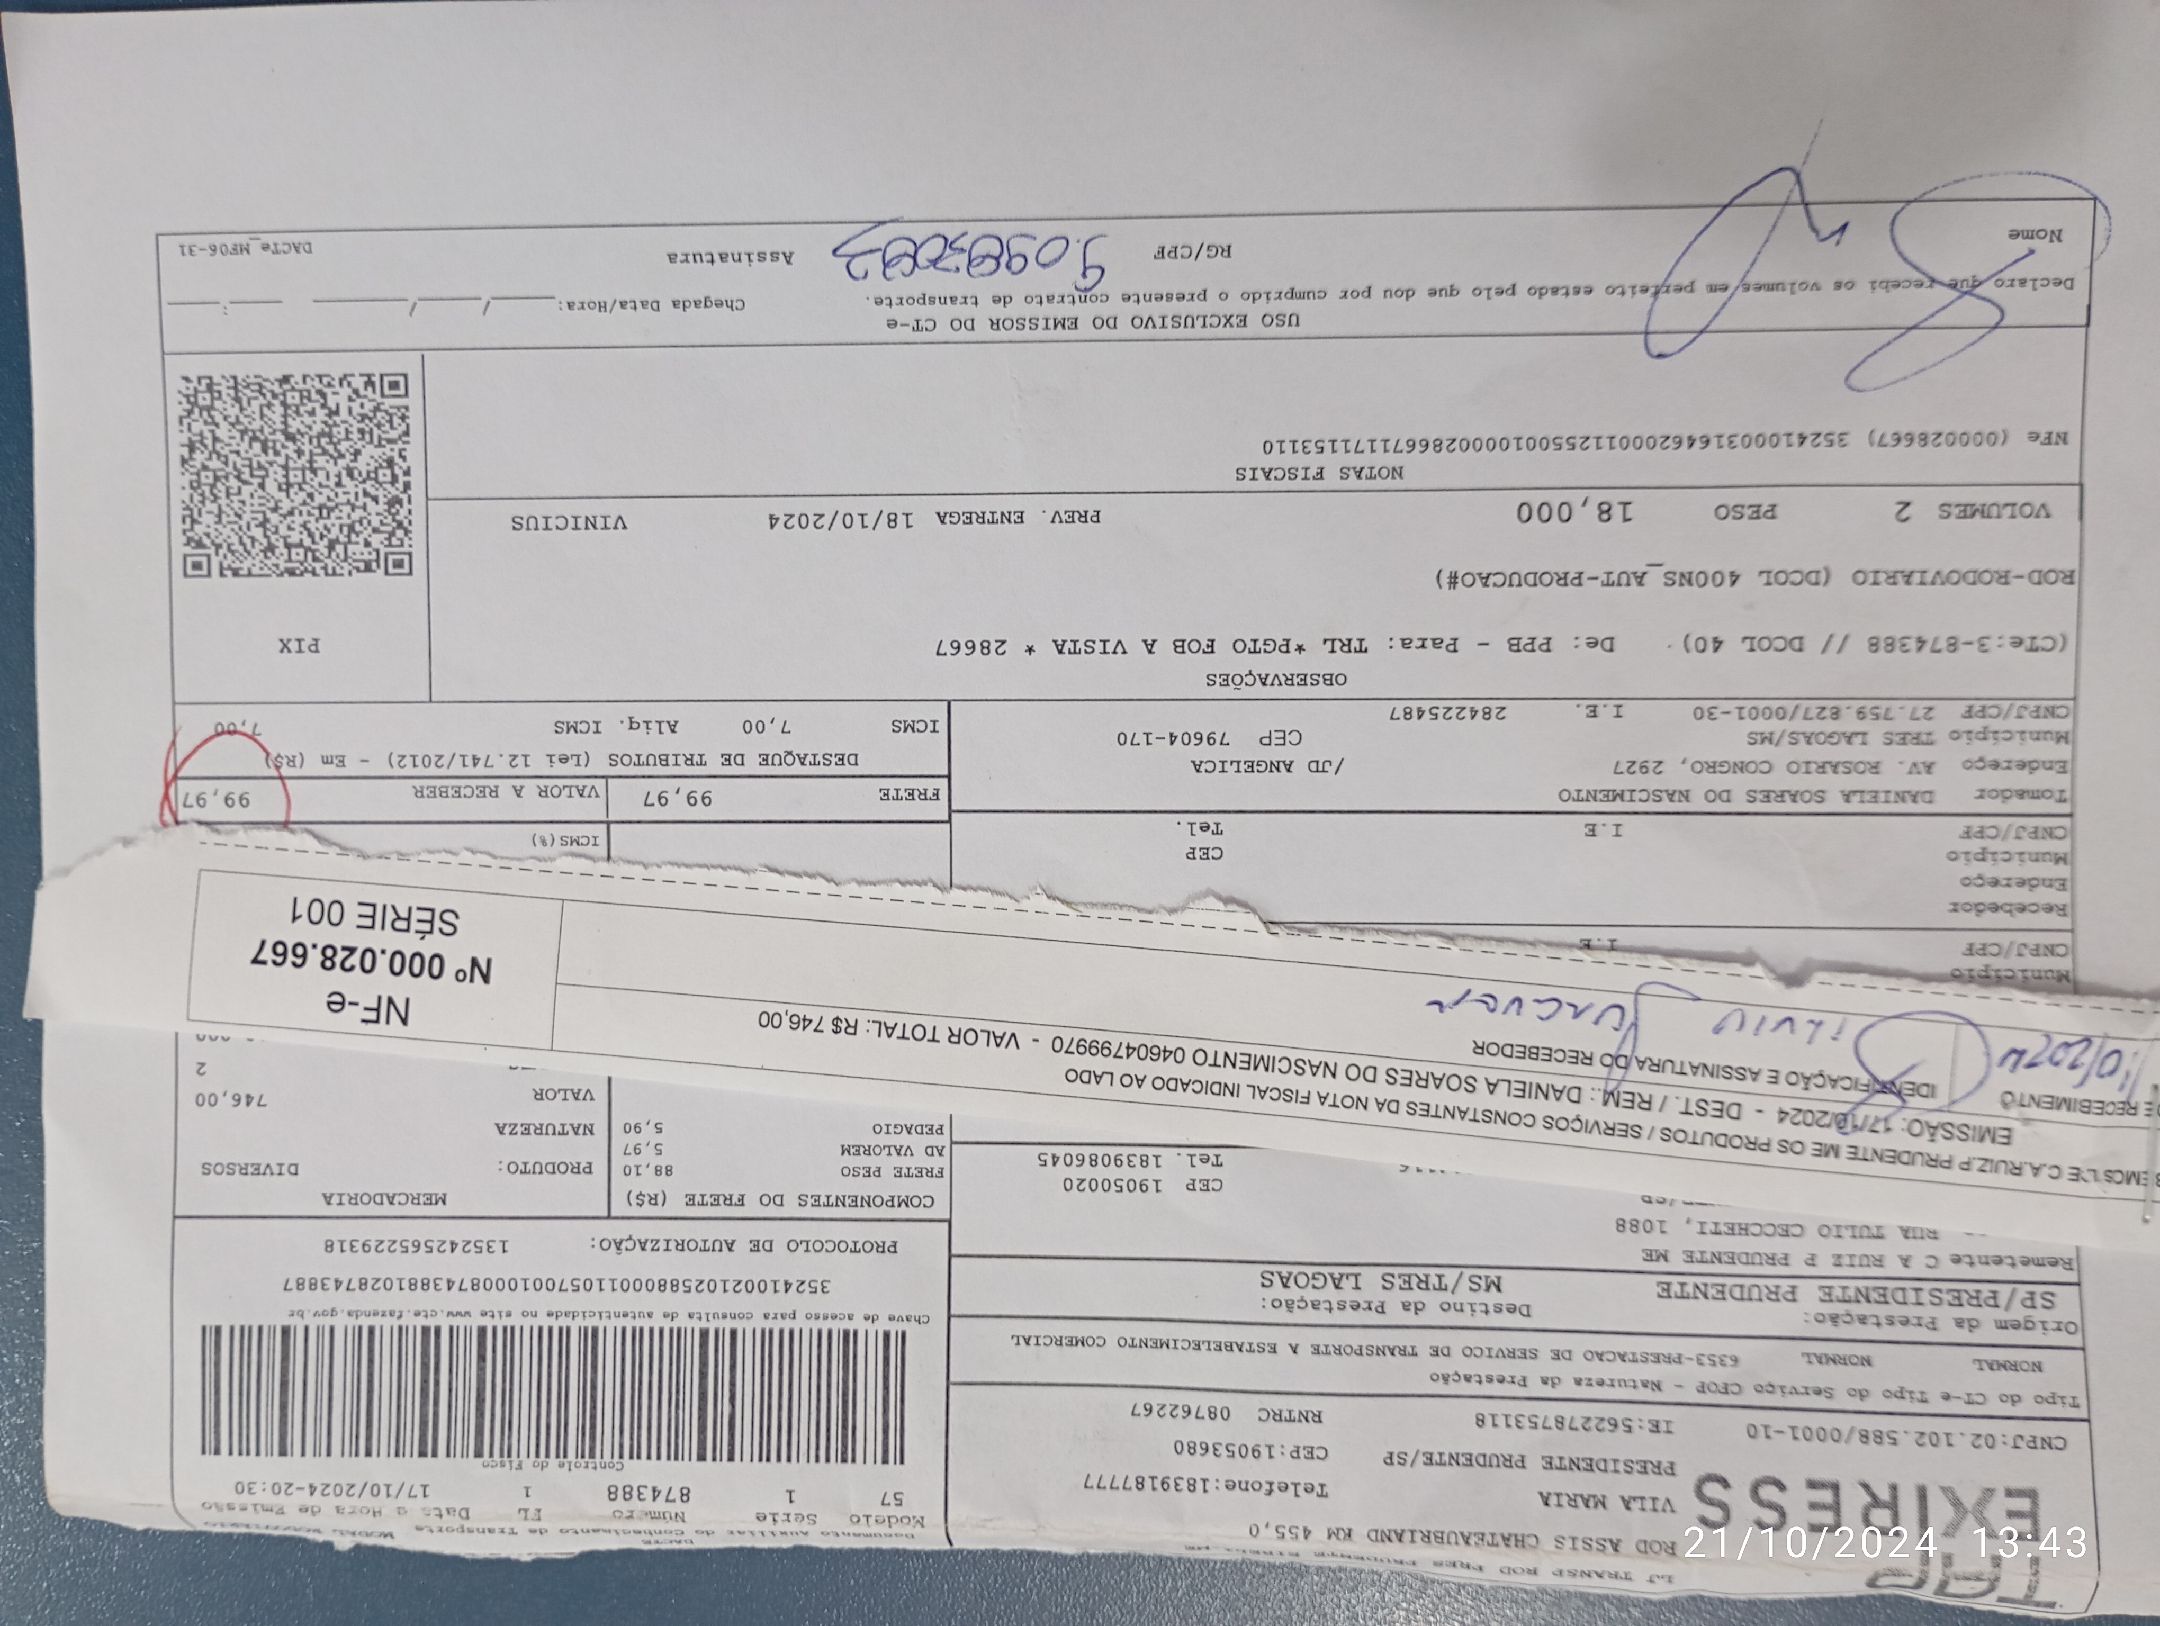 EXIRESS
ROD ASSIS CHATEAUBRIAND KM 455,0
VILA MARIA Telefone:1839187777
PRESIDENTE PRUDENTE/SP CEP:19053680
CNPJ:02.102.588/0001-10 IE:562278753118 RNTRC 08762267
Tipo do CT-e Tipo do Serviço CFOP - Natureza da Prestação
NORMAL NORMAL 6353-PRESTACAO DE SERVICO DE TRANSPORTE A ESTABELECIMENTO COMERCIAL
Origem da Prestação: Destino da Prestação:
SP/PRESIDENTE PRUDENTE MS/TRES LAGOAS
Remetente C A RUIZ P PRUDENTE ME
RUA TULIO CECCHETI, 1088
CEP 19050020
Tel. 1839086045
Documento Auxiliar do Conhecimento de Transporte
Modelo Série Número FL Data e Hora de Emissão
57 1 874388 1 17/10/2024-20:30
Controle do Fisco
Chave de acesso para consulta de autenticidade no site www.cte.fazenda.gov.br
35241002102588000110570010008743881028743887
PROTOCOLO DE AUTORIZAÇÃO: 135242565229318
COMPONENTES DO FRETE (R$) MERCADORIA
FRETE PESO 88,10 PRODUTO: DIVERSOS
AD VALOREM 5,97
PEDAGIO 5,90 NATUREZA
VALOR 746,00
2
EMISSÃO: 17/10/2024 - DEST. / REM.: DANIELA SOARES DO NASCIMENTO 04604799970 - VALOR TOTAL: R$ 746,00
C.A.RUIZ.P PRUDENTE ME OS PRODUTOS / SERVIÇOS CONSTANTES DA NOTA FISCAL INDICADO AO LADO
E RECEBIMENTO IDENTIFICAÇÃO E ASSINATURA DO RECEBEDOR
10/2024
NF-e
Nº 000.028.667
SÉRIE 001
Município
CNPJ/CPF I.E
Recebedor
Endereço
Município CEP
CNPJ/CPF I.E Tel.
ICMS(%)
Tomador DANIELA SOARES DO NASCIMENTO
Endereço AV. ROSARIO CONGRO, 2927 /JD ANGELICA
Município TRES LAGOAS/MS CEP 79604-170
CNPJ/CPF 27.759.827/0001-30 I.E. 284225487
FRETE 99,97 VALOR A RECEBER 99,97
DESTAQUE DE TRIBUTOS (Lei 12.741/2012) - Em (R$)
ICMS 7,00 Aliq. ICMS 7,00
OBSERVAÇÕES
(CTe:3-874388 // DCOL 40) De: PPB - Para: TRL *PGTO FOB A VISTA * 28667
ROD-RODOVIARIO (DCOL 400NS_AUT-PRODUCAO#)
PIX
VOLUMES 2 PESO 18,000 PREV. ENTREGA 18/10/2024 VINICIUS
NOTAS FISCAIS
NFe (000028667) 35241000316462000112550010000286671171153110
USO EXCLUSIVO DO EMISSOR DO CT-e
Declaro que recebi os volumes em perfeito estado pelo que dou por cumprido o presente contrato de transporte. Chegada Data/Hora: / / :
Nome RG/CPF Assinatura
DACTe_MF06-31
21/10/2024 13:43